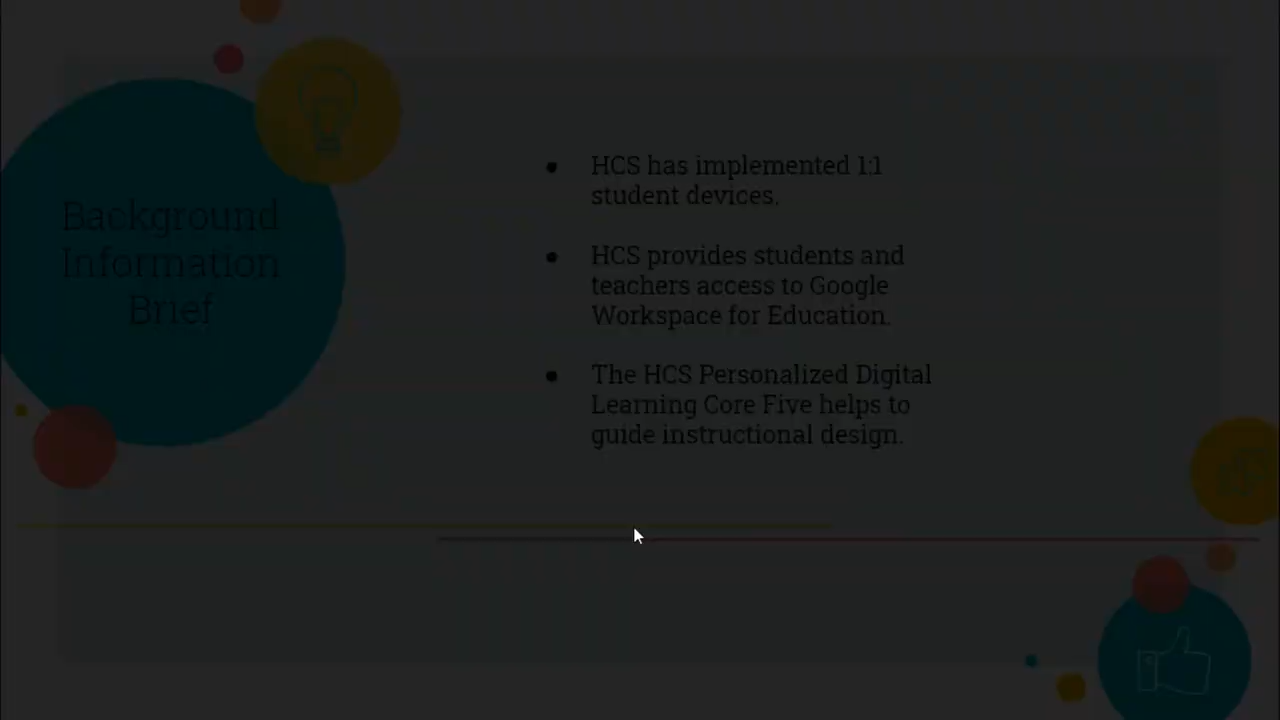 Background
Information
Brief
● HCS has implemented 1:1
student devices.
● HCS provides students and
teachers access to Google
Workspace for Education.
● The HCS Personalized Digital
Learning Core Five helps to
guide instructional design.